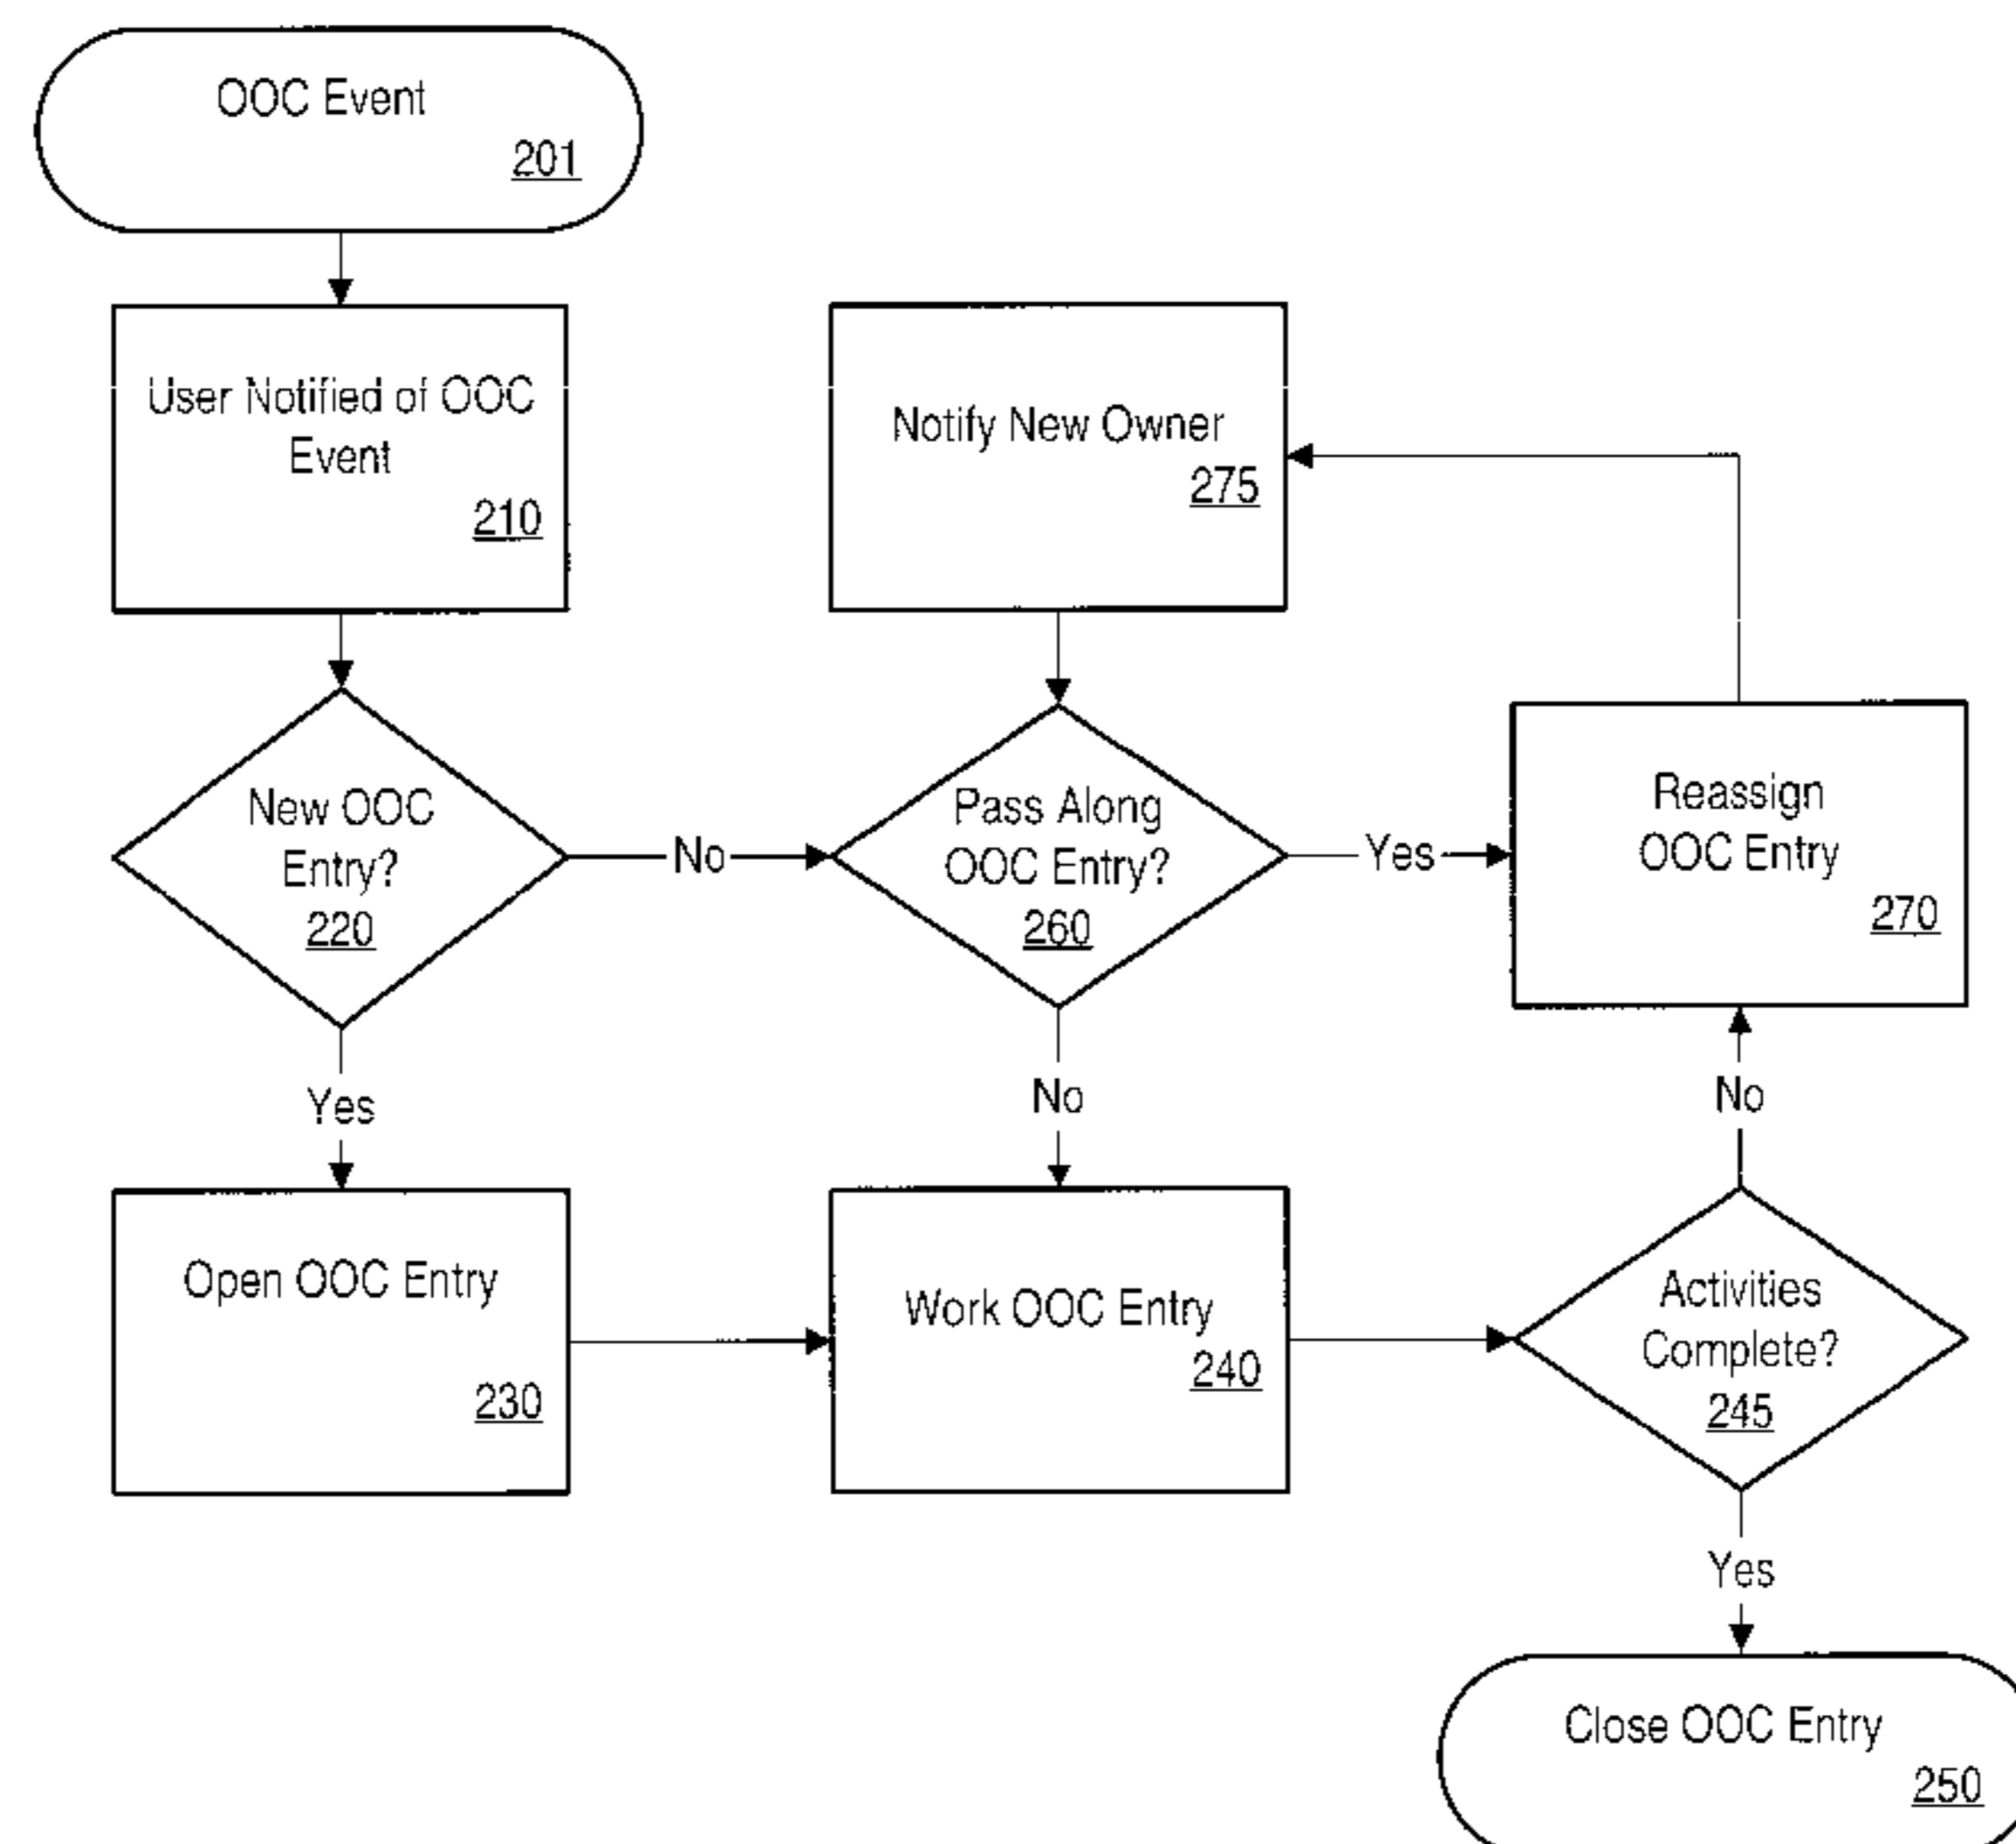 OOC Event
201
User Notified of OOC
Event
210
Notify New Owner
275
New OOC
Entry?
220
No
Pass Along
OOC Entry?
260
Yes
Reassign
OOC Entry
270
Yes
No
No
Open OOC Entry
230
Work OOC Entry
240
Activities
Complete?
245
Yes
Close OOC Entry
250